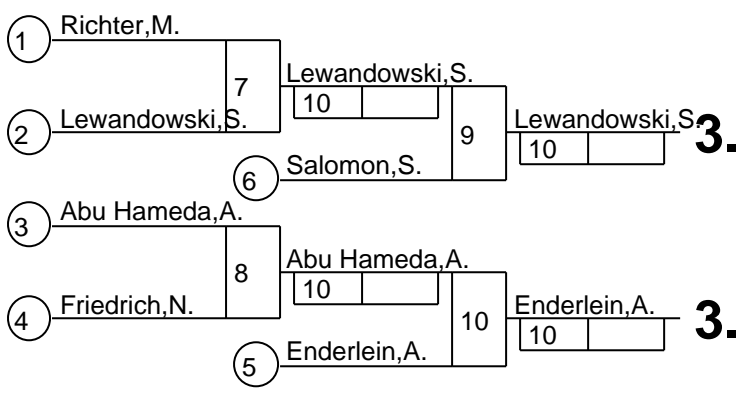 1 Richter,M.
7 Lewandowski,S.
10
2 Lewandowski,S.
9 Lewandowski,S. 3.
10
6 Salomon,S.
3 Abu Hameda,A.
8 Abu Hameda,A.
10
4 Friedrich,N.
10 Enderlein,A. 3.
10
5 Enderlein,A.